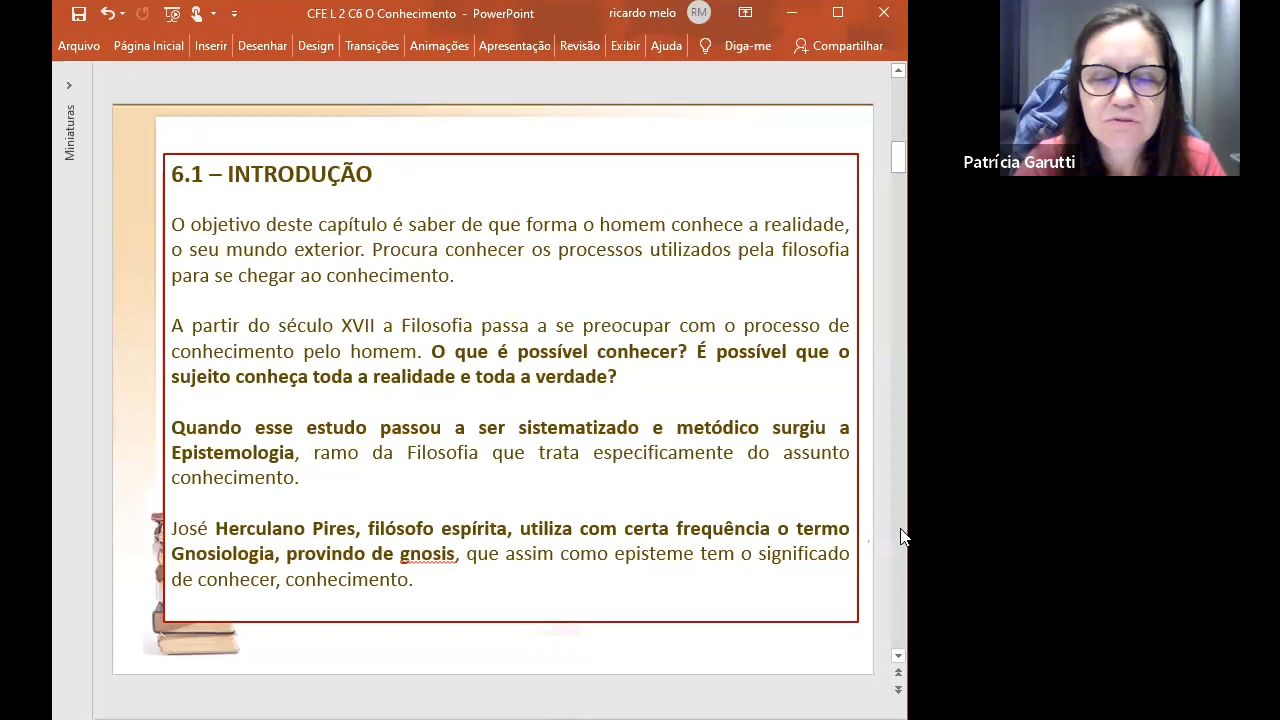 CFE L 2 C6 O Conhecimento - PowerPoint
ricardo melo
RM
Arquivo
Página Inicial
Inserir
Desenhar
Design
Transições
Animações
Apresentação
Revisão
Exibir
Ajuda
Diga-me
Compartilhar
Miniaturas
6.1 – INTRODUÇÃO
O objetivo deste capítulo é saber de que forma o homem conhece a realidade,
o seu mundo exterior. Procura conhecer os processos utilizados pela filosofia
para se chegar ao conhecimento.
A partir do século XVII a Filosofia passa a se preocupar com o processo de
conhecimento pelo homem. O que é possível conhecer? É possível que o
sujeito conheça toda a realidade e toda a verdade?
Quando esse estudo passou a ser sistematizado e metódico surgiu a
Epistemologia, ramo da Filosofia que trata especificamente do assunto
conhecimento.
José Herculano Pires, filósofo espírita, utiliza com certa frequência o termo
Gnosiologia, provindo de gnosis, que assim como episteme tem o significado
de conhecer, conhecimento.
Patrícia Garutti